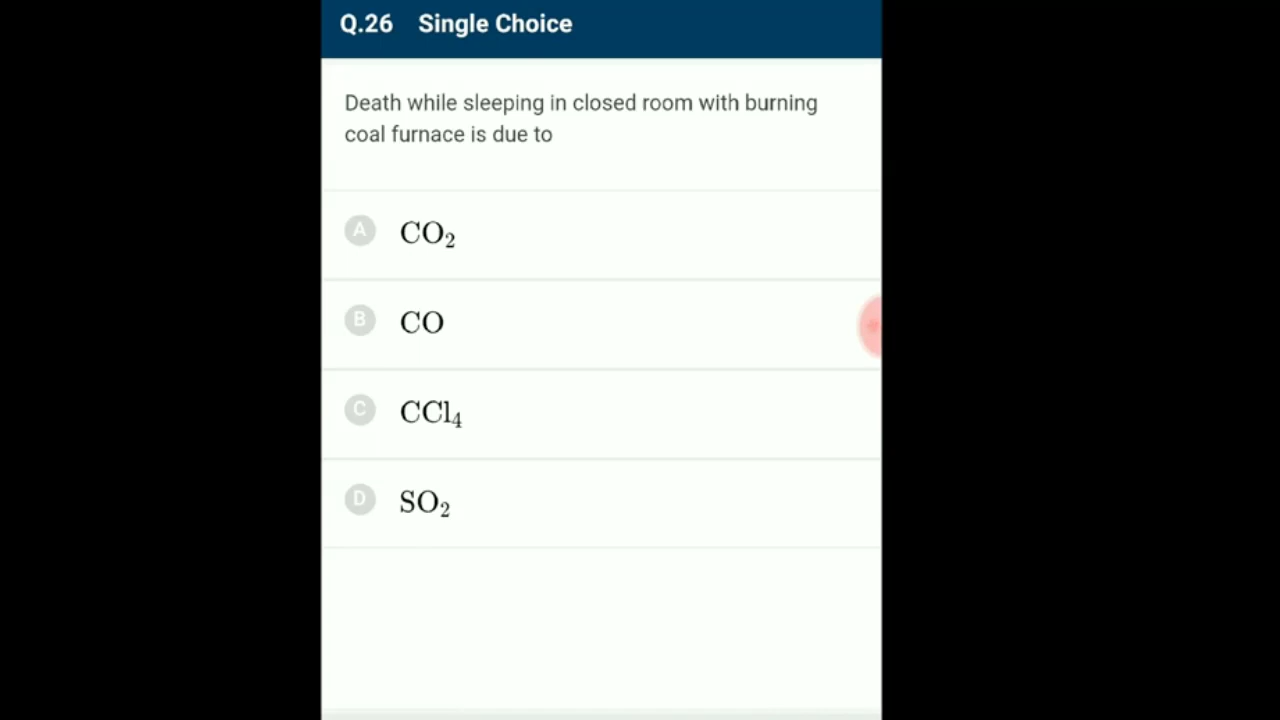 Q.26 Single Choice
Death while sleeping in closed room with burning
coal furnace is due to
A CO₂
B CO
C CCl₄
D SO₂